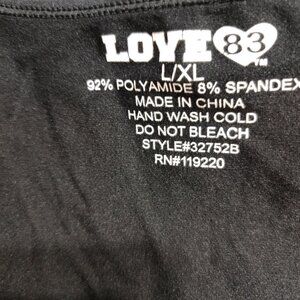 LOVE 83 ™
L/XL
92% POLYAMIDE 8% SPANDEX
MADE IN CHINA
HAND WASH COLD
DO NOT BLEACH
STYLE#32752B
RN#119220